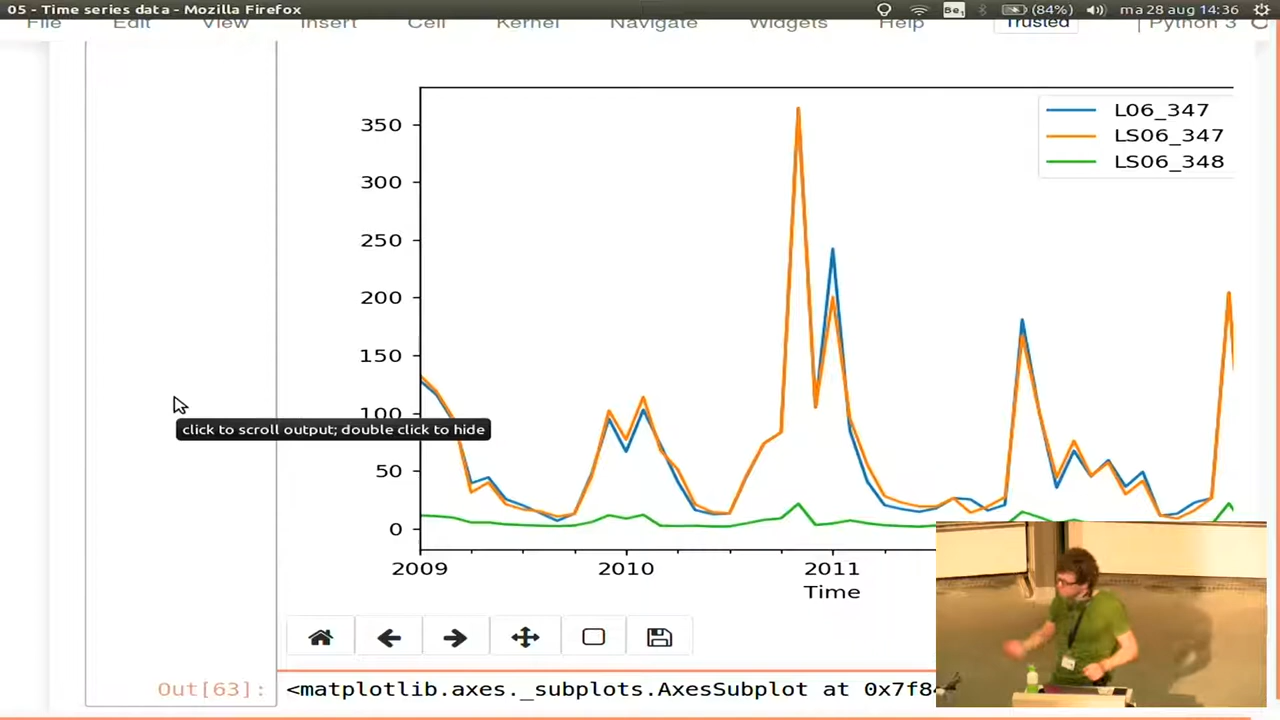 05 - Time series data - Mozilla Firefox
Be₁ (84%) ma 28 aug 14:36
File Edit View Insert Cell Kernel Navigate Widgets Help Trusted Python 3
350
300
250
200
150
100
50
0
L06_347
LS06_347
LS06_348
click to scroll output; double click to hide
2009 2010 2011
Time
Out[63]: <matplotlib.axes._subplots.AxesSubplot at 0x7f8